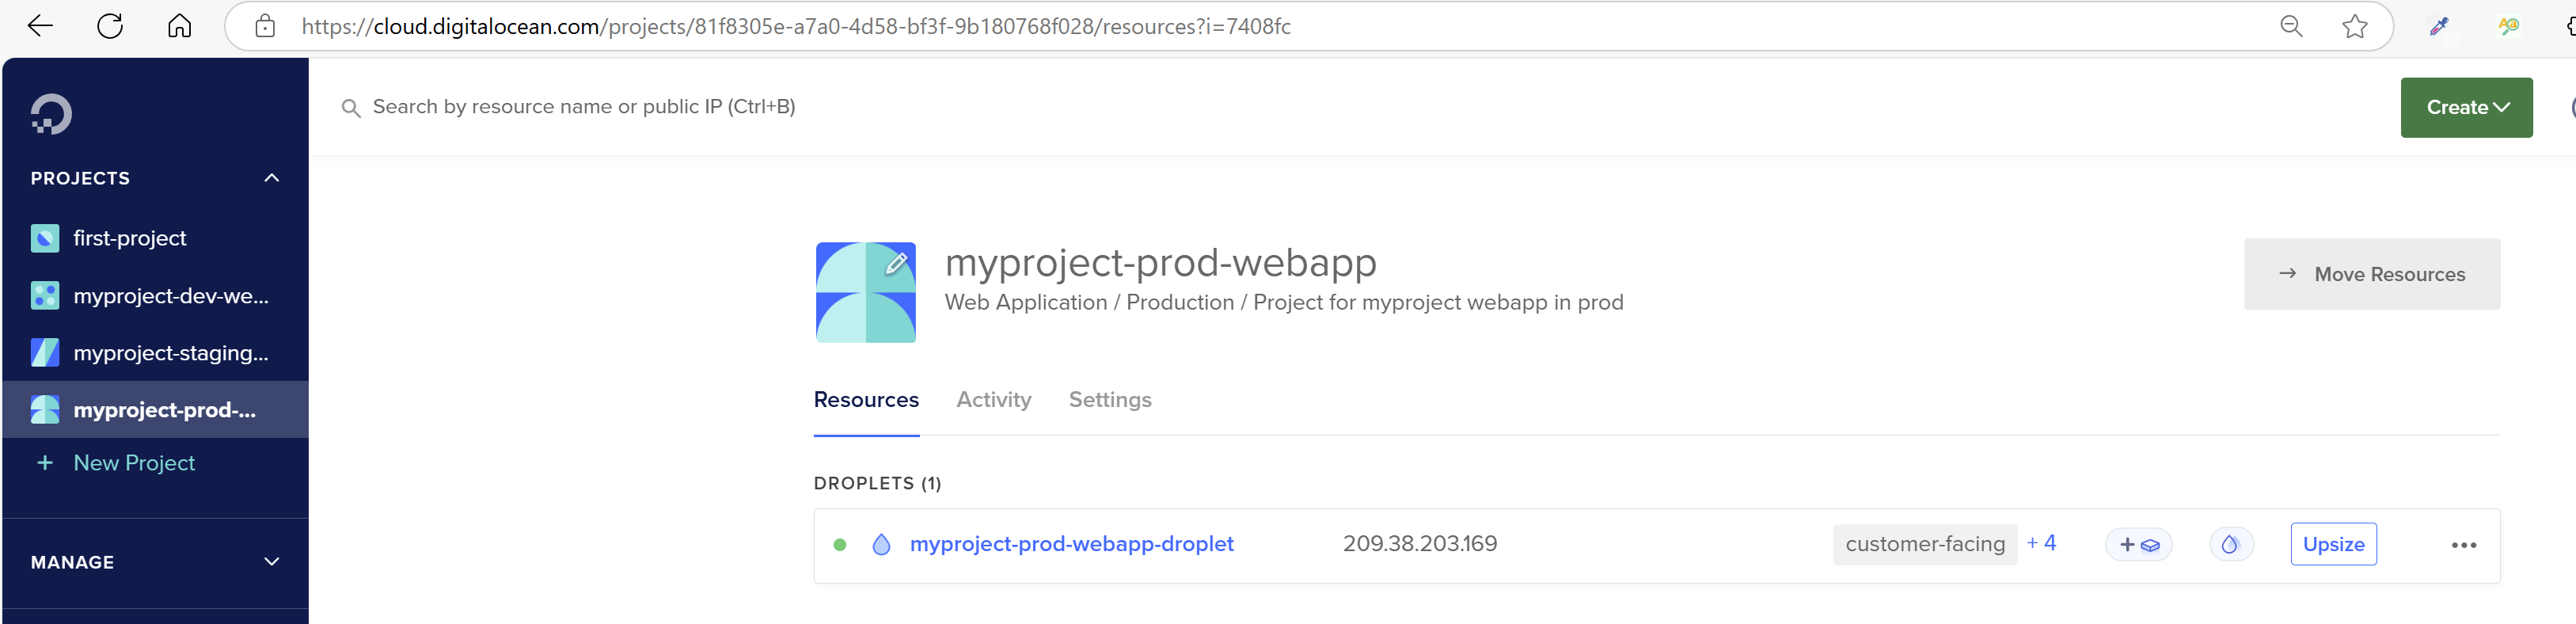 https://cloud.digitalocean.com/projects/81f8305e-a7a0-4d58-bf3f-9b180768f028/resources?i=7408fc
Search by resource name or public IP (Ctrl+B)
Create
PROJECTS
first-project
myproject-dev-we...
myproject-staging...
myproject-prod-...
+ New Project
MANAGE
myproject-prod-webapp
Web Application / Production / Project for myproject webapp in prod
→ Move Resources
Resources Activity Settings
DROPLETS (1)
myproject-prod-webapp-droplet 209.38.203.169 customer-facing + 4 Upsize